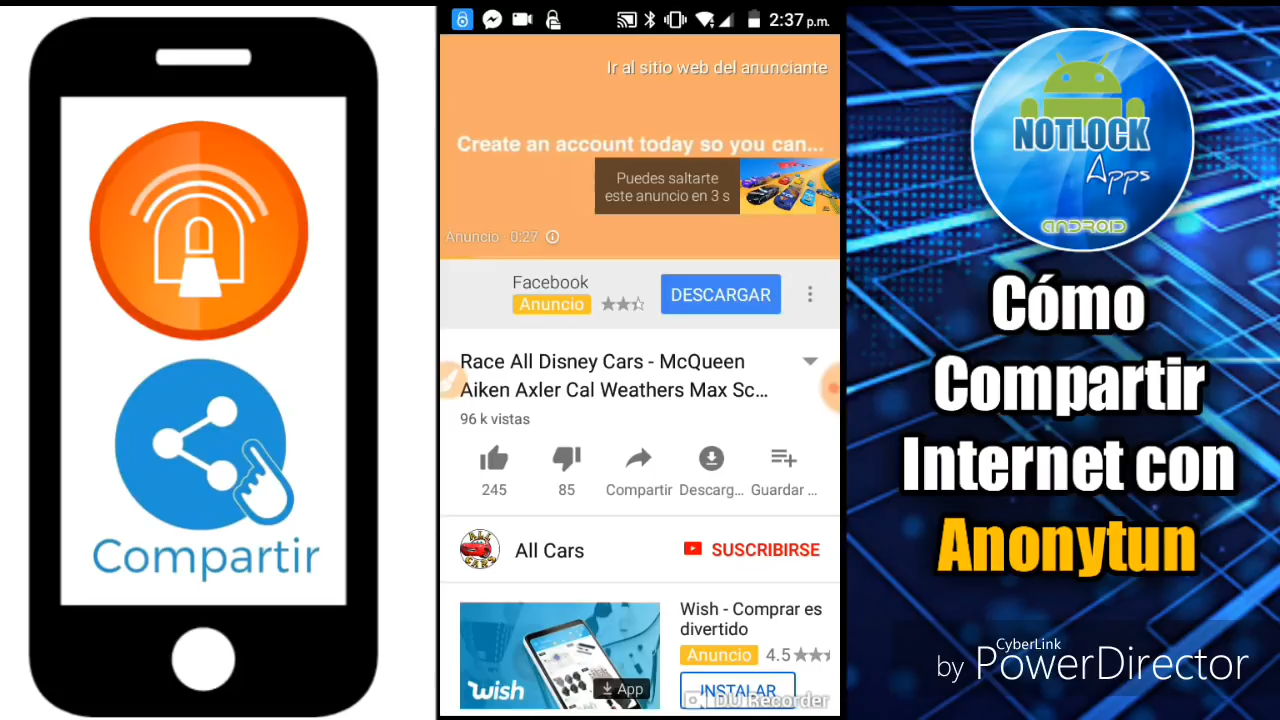 Compartir
2:37 p.m.
Ir al sitio web del anunciante
Create an account today so you can...
Puedes saltarte
este anuncio en 3 s
Anuncio · 0:27
Facebook
Anuncio
DESCARGAR
Race All Disney Cars - McQueen
Aiken Axler Cal Weathers Max Sc...
96 k vistas
245
85
Compartir
Descarg...
Guardar ...
ALL
CARS
All Cars
SUSCRIBIRSE
Wish - Comprar es
divertido
Anuncio 4.5
wish
App
INSTALAR
DU Recorder
NOTLOCK
Apps
ANDROID
Cómo
Compartir
Internet con
Anonytun
CyberLink
by PowerDirector